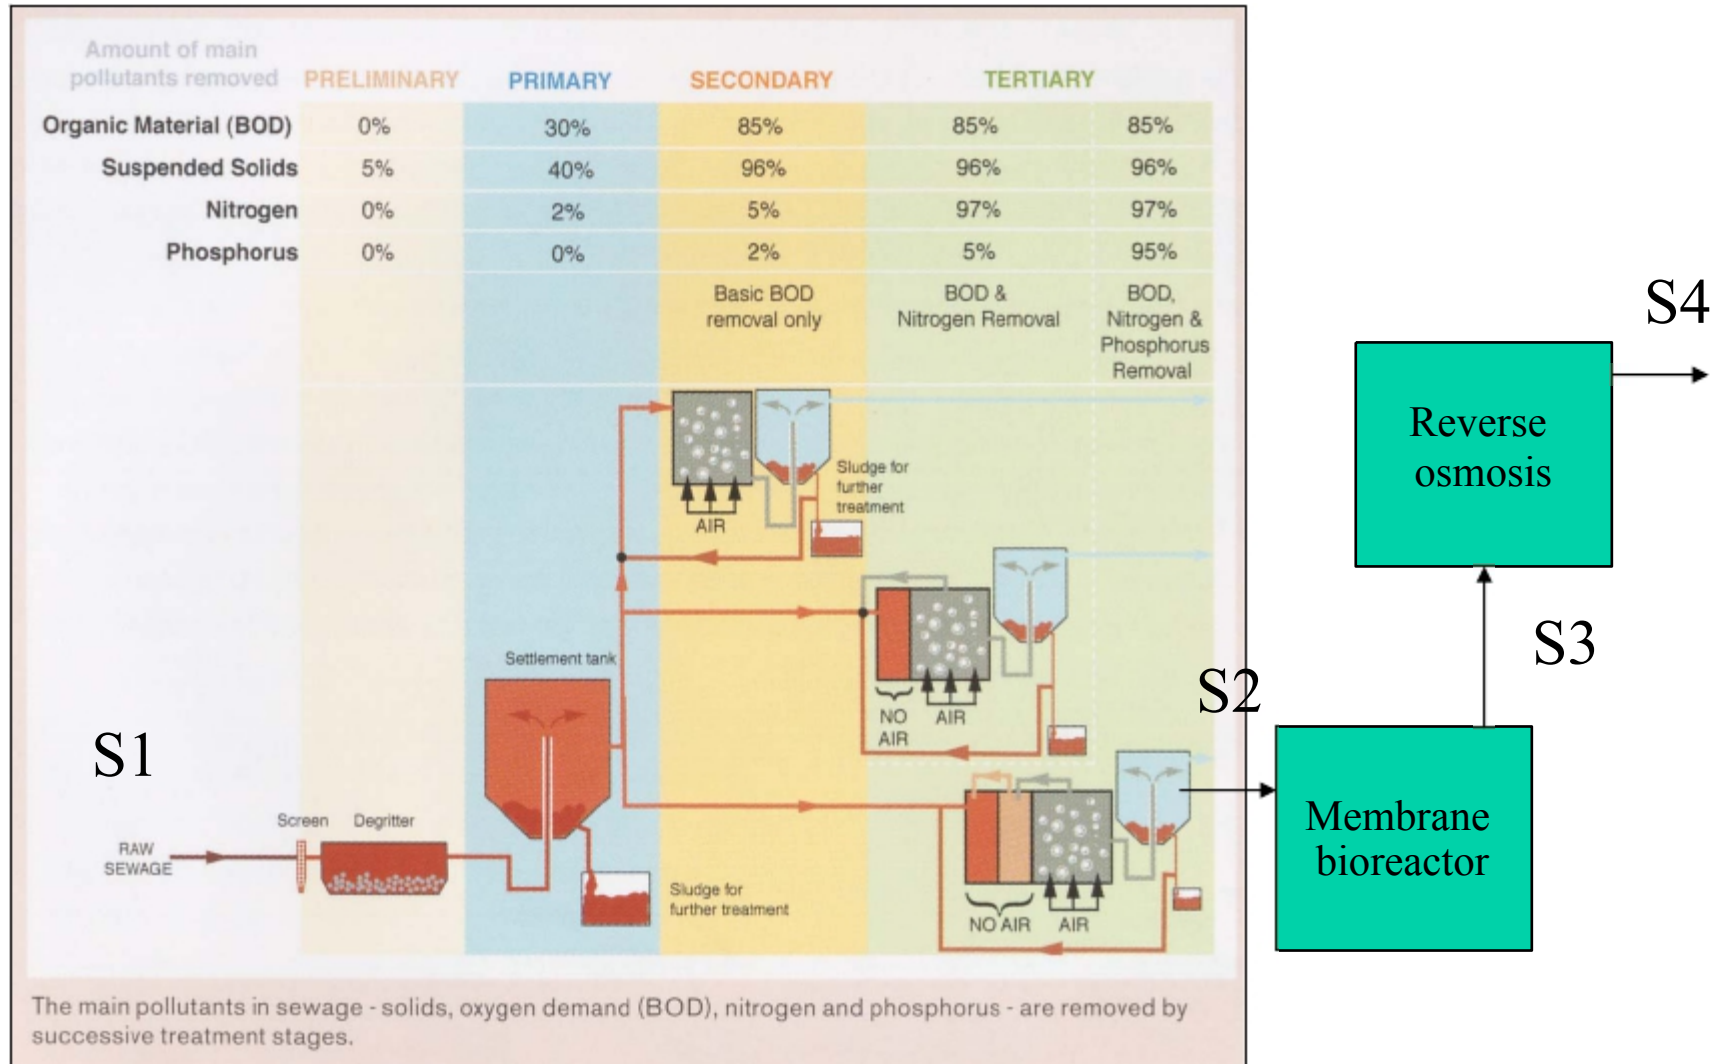 Amount of main
pollutants removed
PRELIMINARY PRIMARY SECONDARY TERTIARY
Organic Material (BOD) 0% 30% 85% 85% 85%
Suspended Solids 5% 40% 96% 96% 96%
Nitrogen 0% 2% 5% 97% 97%
Phosphorus 0% 0% 2% 5% 95%
Basic BOD
removal only
BOD &
Nitrogen Removal
BOD,
Nitrogen &
Phosphorus
Removal
S4
Reverse
osmosis
Sludge for
further
treatment
AIR
S3
Settlement tank
S2
NO
AIR
AIR
S1
Screen
Degritter
RAW
SEWAGE
Membrane
bioreactor
Sludge for
further treatment
NO AIR
AIR
The main pollutants in sewage - solids, oxygen demand (BOD), nitrogen and phosphorus - are removed by
successive treatment stages.